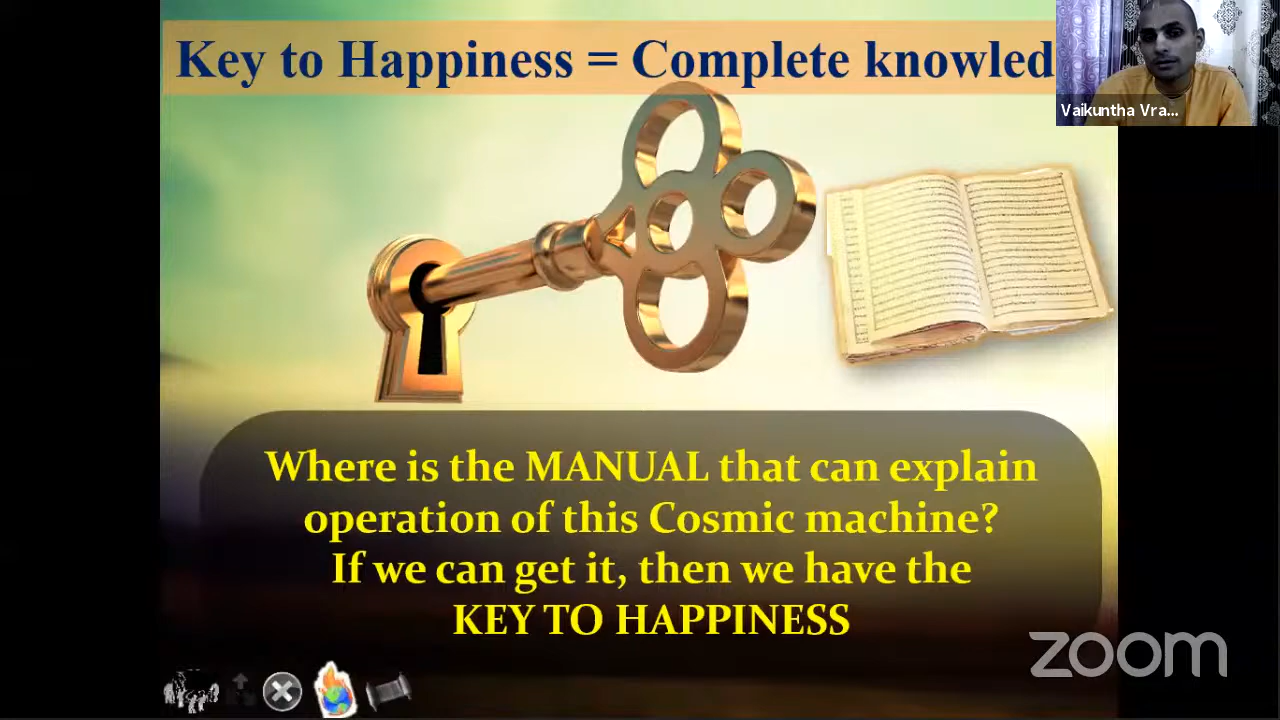 Key to Happiness = Complete knowled
Vaikuntha Vra...
Where is the MANUAL that can explain
operation of this Cosmic machine?
If we can get it, then we have the
KEY TO HAPPINESS
zoom